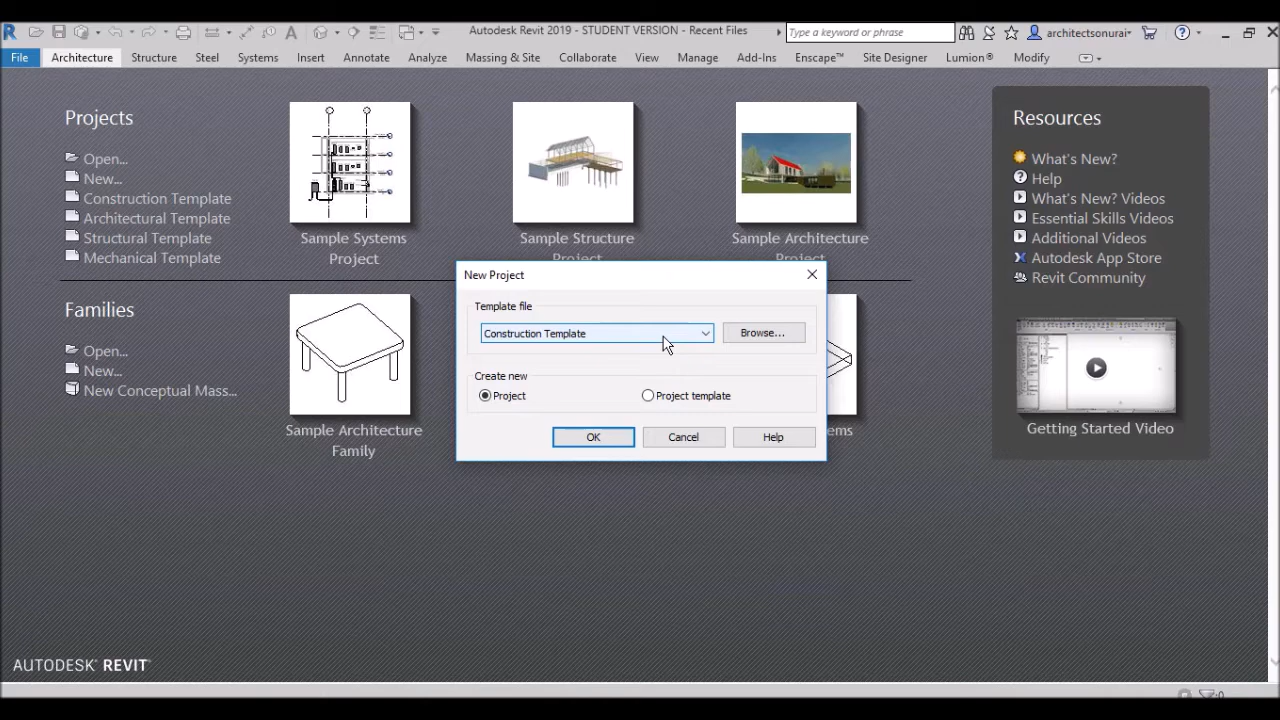 Autodesk Revit 2019 - STUDENT VERSION - Recent Files
Type a keyword or phrase
architectsonurai
File Architecture Structure Steel Systems Insert Annotate Analyze Massing & Site Collaborate View Manage Add-Ins Enscape™ Site Designer Lumion® Modify
Projects
Open...
New...
Construction Template
Architectural Template
Structural Template
Mechanical Template
Sample Systems
Project
Sample Structure
Project
Sample Architecture
Project
Families
Open...
New...
New Conceptual Mass...
Sample Architecture
Family
ems
New Project
Template file
Construction Template
Browse...
Create new
Project
Project template
OK
Cancel
Help
Resources
What's New?
Help
What's New? Videos
Essential Skills Videos
Additional Videos
Autodesk App Store
Revit Community
Getting Started Video
AUTODESK® REVIT®
:0